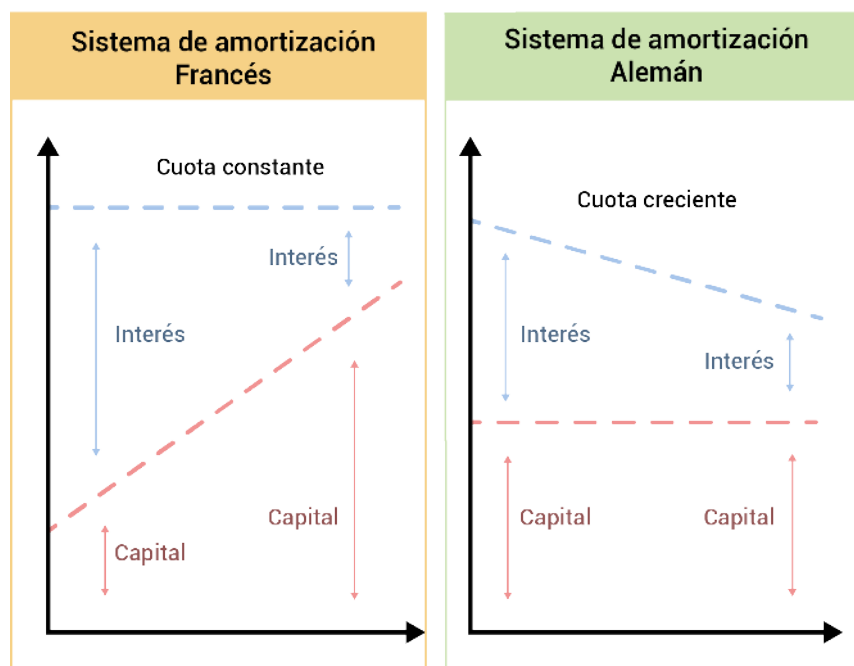 Sistema de amortización
Francés
Cuota constante
Interés
Interés
Capital
Capital
Sistema de amortización
Alemán
Cuota creciente
Interés
Interés
Capital
Capital